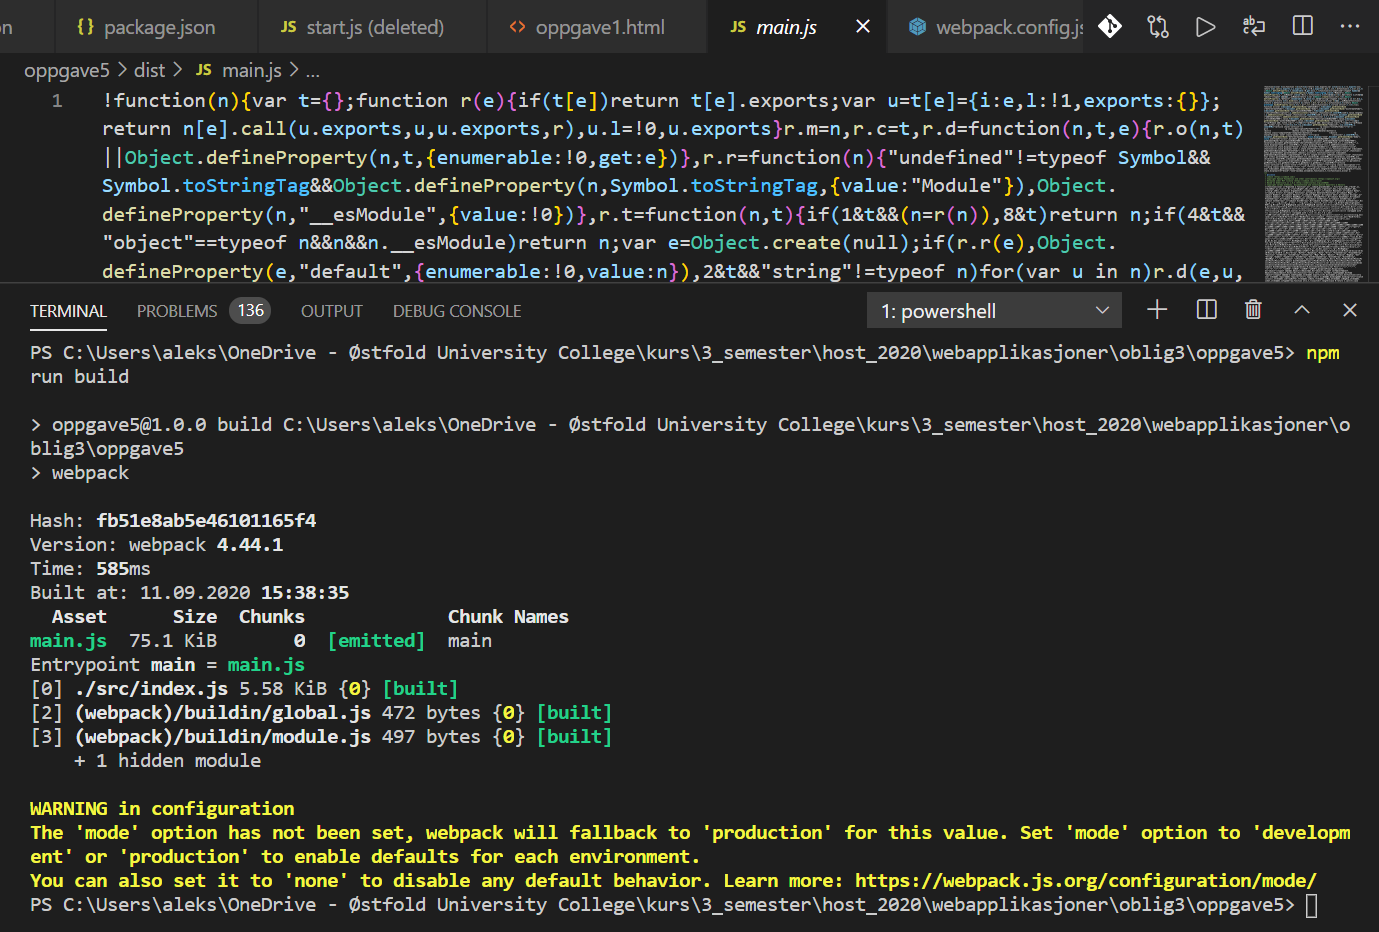 n {} package.json JS start.js (deleted) <> oppgave1.html JS main.js webpack.config.js
oppgave5 > dist > JS main.js > ...
1 !function(n){var t={};function r(e){if(t[e])return t[e].exports;var u=t[e]={i:e,l:!1,exports:{}};
return n[e].call(u.exports,u,u.exports,r),u.l=!0,u.exports}r.m=n,r.c=t,r.d=function(n,t,e){r.o(n,t)
||Object.defineProperty(n,t,{enumerable:!0,get:e})},r.r=function(n){"undefined"!=typeof Symbol&&
Symbol.toStringTag&&Object.defineProperty(n,Symbol.toStringTag,{value:"Module"}),Object.
defineProperty(n,"__esModule",{value:!0})},r.t=function(n,t){if(1&t&&(n=r(n)),8&t)return n;if(4&t&&
"object"==typeof n&&n&&n.__esModule)return n;var e=Object.create(null);if(r.r(e),Object.
defineProperty(e,"default",{enumerable:!0,value:n}),2&t&&"string"!=typeof n)for(var u in n)r.d(e,u,
TERMINAL PROBLEMS 136 OUTPUT DEBUG CONSOLE 1: powershell
PS C:\Users\aleks\OneDrive - Østfold University College\kurs\3_semester\host_2020\webapplikasjoner\oblig3\oppgave5> npm
run build
> oppgave5@1.0.0 build C:\Users\aleks\OneDrive - Østfold University College\kurs\3_semester\host_2020\webapplikasjoner\o
blig3\oppgave5
> webpack
Hash: fb51e8ab5e46101165f4
Version: webpack 4.44.1
Time: 585ms
Built at: 11.09.2020 15:38:35
Asset Size Chunks Chunk Names
main.js 75.1 KiB 0 [emitted] main
Entrypoint main = main.js
[0] ./src/index.js 5.58 KiB {0} [built]
[2] (webpack)/buildin/global.js 472 bytes {0} [built]
[3] (webpack)/buildin/module.js 497 bytes {0} [built]
+ 1 hidden module
WARNING in configuration
The 'mode' option has not been set, webpack will fallback to 'production' for this value. Set 'mode' option to 'developm
ent' or 'production' to enable defaults for each environment.
You can also set it to 'none' to disable any default behavior. Learn more: https://webpack.js.org/configuration/mode/
PS C:\Users\aleks\OneDrive - Østfold University College\kurs\3_semester\host_2020\webapplikasjoner\oblig3\oppgave5>